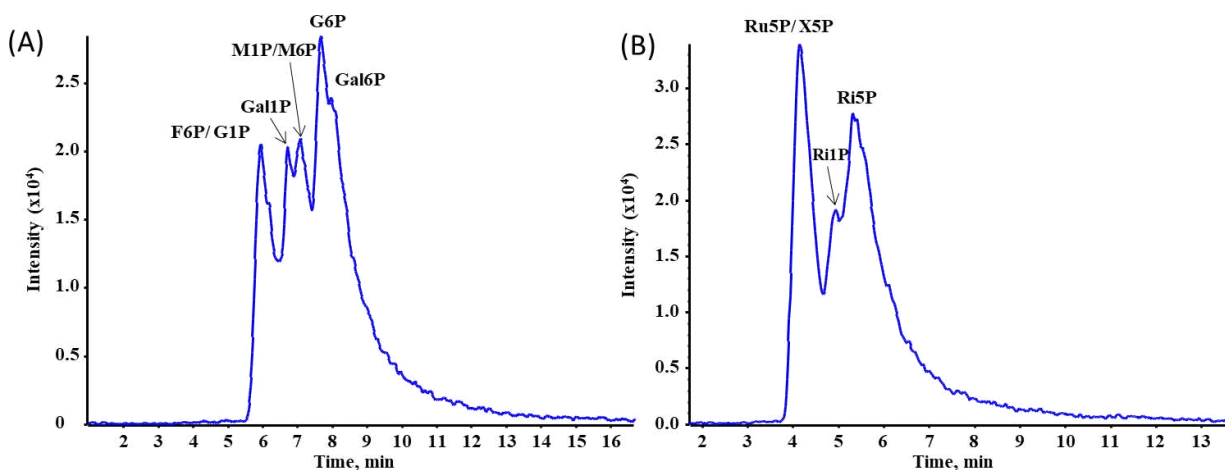 (A)
G6P
M1P/M6P
Gal6P
Gal1P
F6P/ G1P
Intensity (x10⁴)
2.5
2.0
1.5
1.0
0.5
0
2 3 4 5 6 7 8 9 10 11 12 13 14 15 16
Time, min
(B)
Ru5P/ X5P
Ri5P
Ri1P
Intensity (x10⁴)
3.0
2.5
2.0
1.5
1.0
0.5
0.0
2 3 4 5 6 7 8 9 10 11 12 13
Time, min